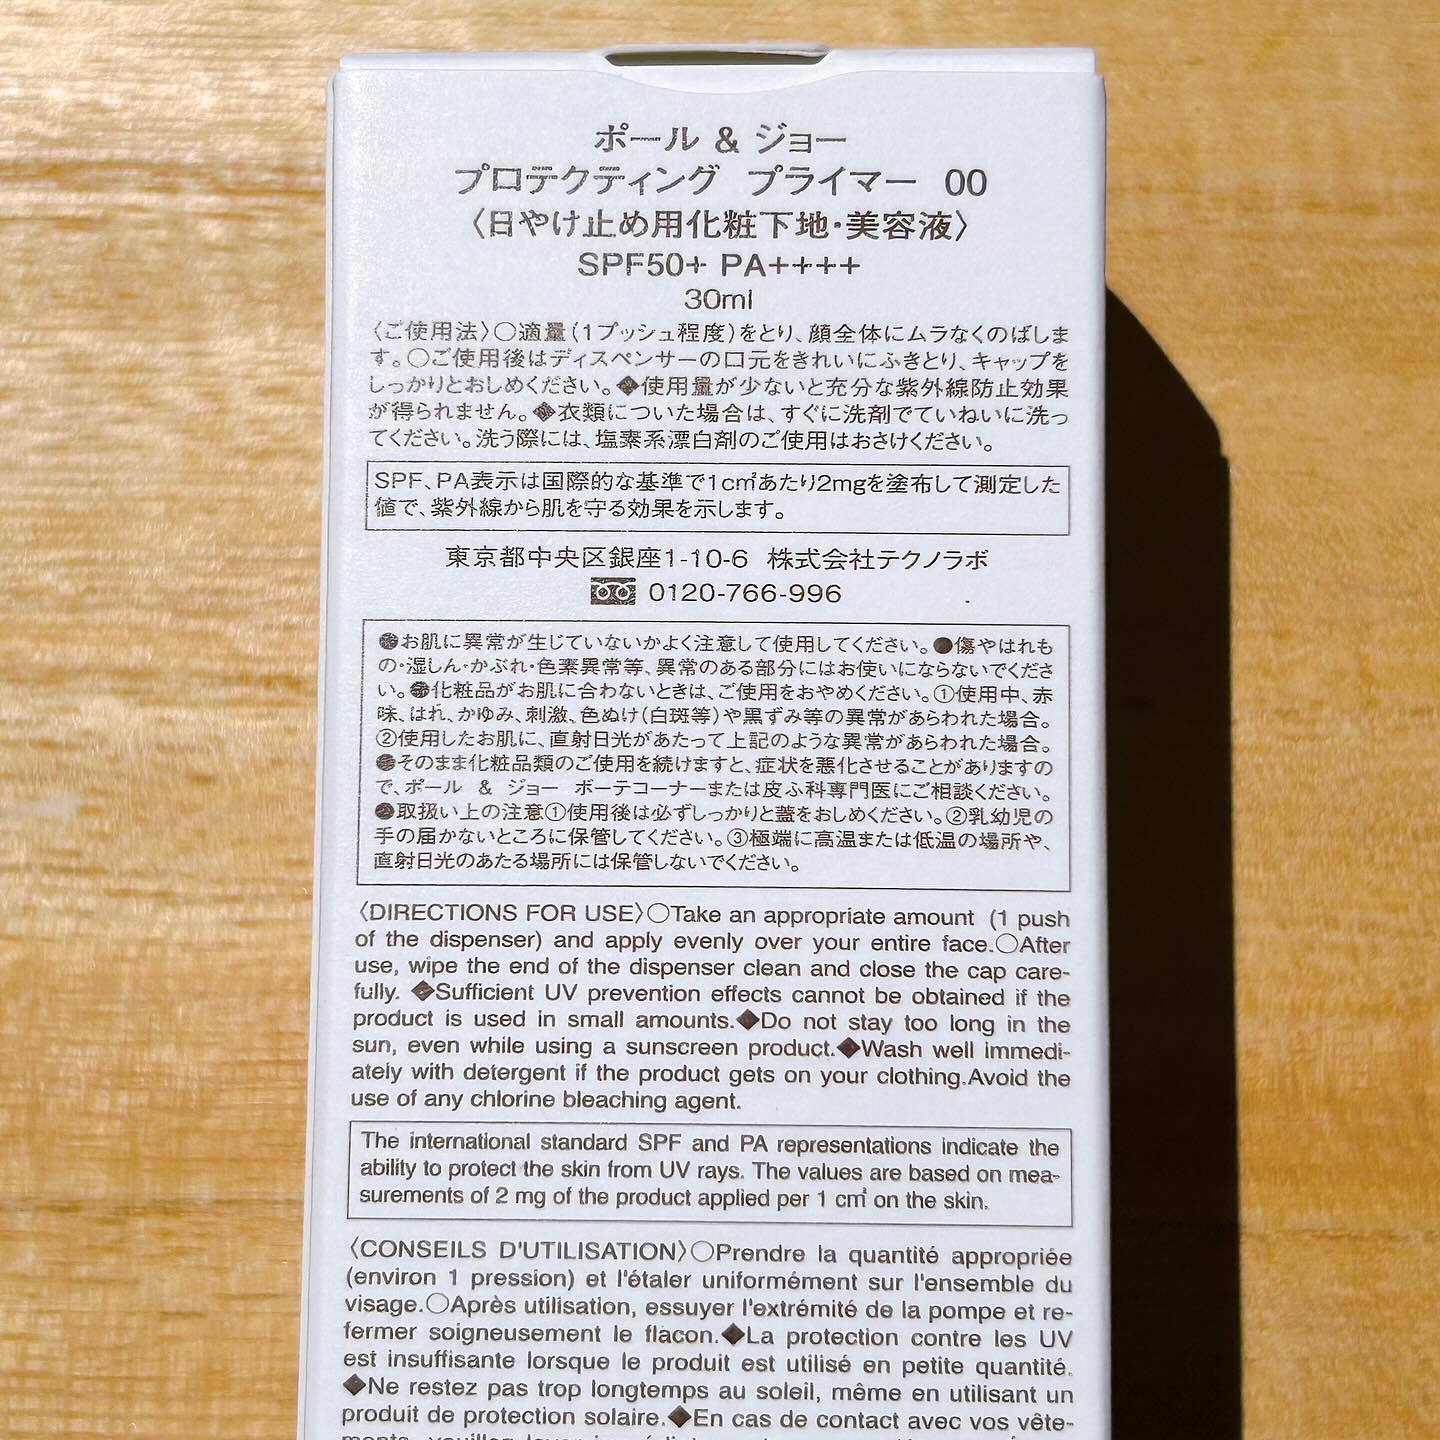 ポール & ジョー
プロテクティング プライマー 00
〈日やけ止め用化粧下地・美容液〉
SPF50+ PA++++
30ml
〈ご使用法〉○適量(1プッシュ程度)をとり、顔全体にムラなくのばしま
す。○ご使用後はディスペンサーの口元をきれいにふきとり、キャップを
しっかりとおしめください。◆使用量が少ないと充分な紫外線防止効果
が得られません。◆衣類についた場合は、すぐに洗剤でていねいに洗っ
てください。洗う際には、塩素系漂白剤のご使用はおさけください。
SPF、PA表示は国際的な基準で1c㎡あたり2mgを塗布して測定した
値で、紫外線から肌を守る効果を示します。
東京都中央区銀座1-10-6 株式会社テクノラボ
0120-766-996
●お肌に異常が生じていないかよく注意して使用してください。●傷やはれも
の・湿しん・かぶれ・色素異常等、異常のある部分にはお使いにならないでくださ
い。●化粧品がお肌に合わないときは、ご使用をおやめください。①使用中、赤
味、はれ、かゆみ、刺激、色ぬけ(白斑等)や黒ずみ等の異常があらわれた場合。
②使用したお肌に、直射日光があたって上記のような異常があらわれた場合。
●そのまま化粧品類のご使用を続けますと、症状を悪化させることがありますの
で、ポール & ジョー ボーテコーナーまたは皮ふ科専門医にご相談ください。
●取扱い上の注意①使用後は必ずしっかりと蓋をおしめください。②乳幼児の
手の届かないところに保管してください。③極端に高温または低温の場所や、
直射日光のあたる場所には保管しないでください。
〈DIRECTIONS FOR USE〉○Take an appropriate amount (1 push
of the dispenser) and apply evenly over your entire face.○After
use, wipe the end of the dispenser clean and close the cap care-
fully. ◆Sufficient UV prevention effects cannot be obtained if the
product is used in small amounts.◆Do not stay too long in the
sun, even while using a sunscreen product.◆Wash well immedi-
ately with detergent if the product gets on your clothing.Avoid the
use of any chlorine bleaching agent.
The international standard SPF and PA representations indicate the
ability to protect the skin from UV rays. The values are based on mea-
surements of 2 mg of the product applied per 1 c㎡ on the skin.
〈CONSEILS D'UTILISATION〉○Prendre la quantité appropriée
(environ 1 pression) et l'étaler uniformément sur l'ensemble du
visage.○Après utilisation, essuyer l'extrémité de la pompe et re-
fermer soigneusement le flacon.◆La protection contre les UV
est insuffisante lorsque le produit est utilisé en petite quantité.
◆Ne restez pas trop longtemps au soleil, même en utilisant un
produit de protection solaire.◆En cas de contact avec vos vête-